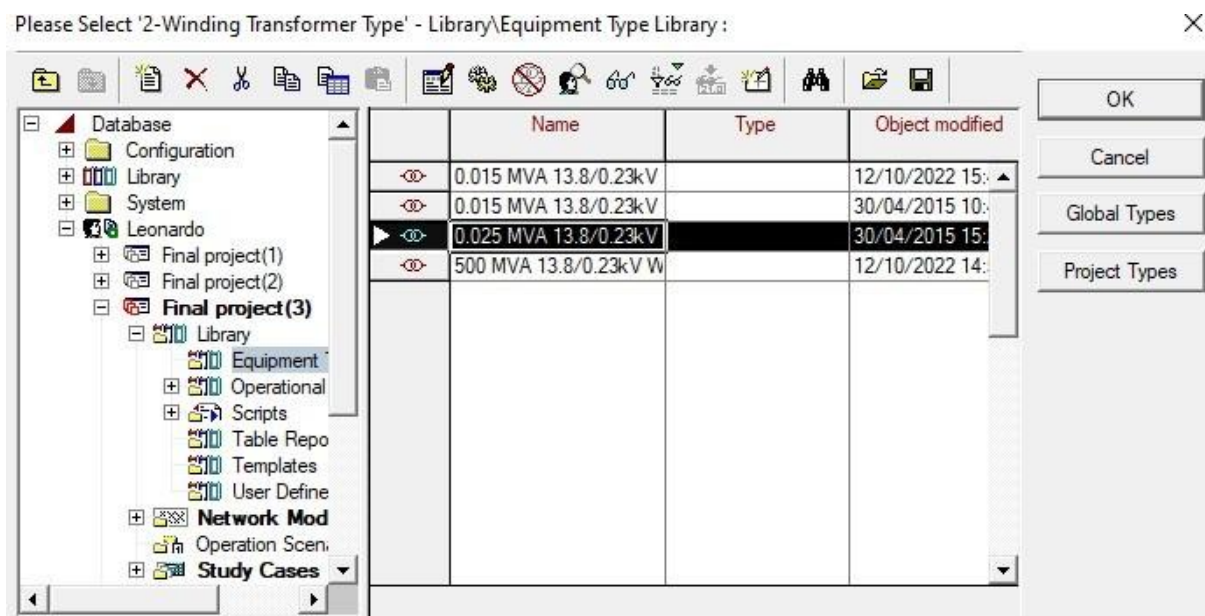 Please Select '2-Winding Transformer Type' - Library\Equipment Type Library :
Database
Configuration
Library
System
Leonardo
Final project(1)
Final project(2)
Final project(3)
Library
Equipment
Operational
Scripts
Table Repo
Templates
User Define
Network Mod
Operation Scen
Study Cases
Name Type Object modified
0.015 MVA 13.8/0.23kV 12/10/2022 15:
0.015 MVA 13.8/0.23kV 30/04/2015 10:
0.025 MVA 13.8/0.23kV 30/04/2015 15:
500 MVA 13.8/0.23kV W 12/10/2022 14:
OK
Cancel
Global Types
Project Types